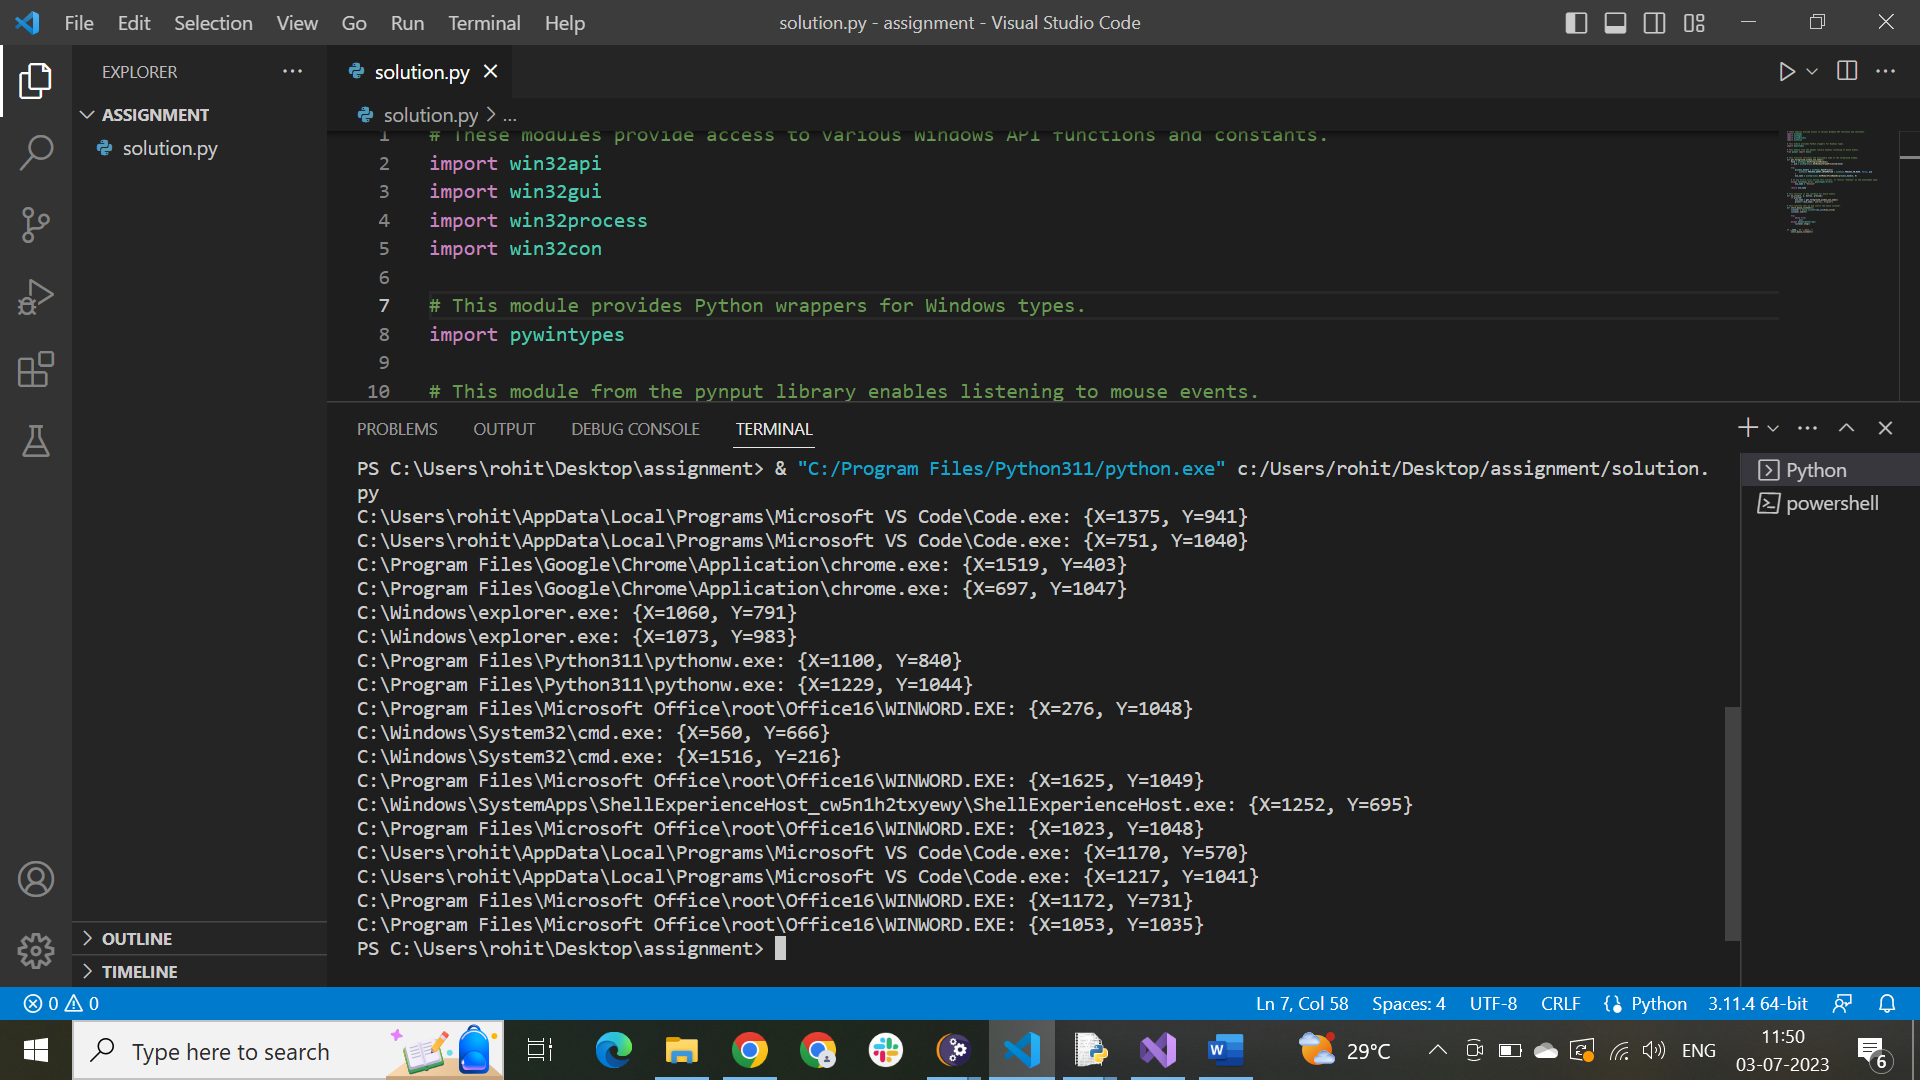 File Edit Selection View Go Run Terminal Help
solution.py - assignment - Visual Studio Code
EXPLORER
ASSIGNMENT
solution.py
OUTLINE
TIMELINE
solution.py
solution.py > ...
1 # These modules provide access to various Windows API functions and constants.
2 import win32api
3 import win32gui
4 import win32process
5 import win32con
6
7 # This module provides Python wrappers for Windows types.
8 import pywintypes
9
10 # This module from the pynput library enables listening to mouse events.
PROBLEMS OUTPUT DEBUG CONSOLE TERMINAL
PS C:\Users\rohit\Desktop\assignment> & "C:/Program Files/Python311/python.exe" c:/Users/rohit/Desktop/assignment/solution.
py
C:\Users\rohit\AppData\Local\Programs\Microsoft VS Code\Code.exe: {X=1375, Y=941}
C:\Users\rohit\AppData\Local\Programs\Microsoft VS Code\Code.exe: {X=751, Y=1040}
C:\Program Files\Google\Chrome\Application\chrome.exe: {X=1519, Y=403}
C:\Program Files\Google\Chrome\Application\chrome.exe: {X=697, Y=1047}
C:\Windows\explorer.exe: {X=1060, Y=791}
C:\Windows\explorer.exe: {X=1073, Y=983}
C:\Program Files\Python311\pythonw.exe: {X=1100, Y=840}
C:\Program Files\Python311\pythonw.exe: {X=1229, Y=1044}
C:\Program Files\Microsoft Office\root\Office16\WINWORD.EXE: {X=276, Y=1048}
C:\Windows\System32\cmd.exe: {X=560, Y=666}
C:\Windows\System32\cmd.exe: {X=1516, Y=216}
C:\Program Files\Microsoft Office\root\Office16\WINWORD.EXE: {X=1625, Y=1049}
C:\Windows\SystemApps\ShellExperienceHost_cw5n1h2txyewy\ShellExperienceHost.exe: {X=1252, Y=695}
C:\Program Files\Microsoft Office\root\Office16\WINWORD.EXE: {X=1023, Y=1048}
C:\Users\rohit\AppData\Local\Programs\Microsoft VS Code\Code.exe: {X=1170, Y=570}
C:\Users\rohit\AppData\Local\Programs\Microsoft VS Code\Code.exe: {X=1217, Y=1041}
C:\Program Files\Microsoft Office\root\Office16\WINWORD.EXE: {X=1172, Y=731}
C:\Program Files\Microsoft Office\root\Office16\WINWORD.EXE: {X=1053, Y=1035}
PS C:\Users\rohit\Desktop\assignment>
Python
powershell
0 0
Ln 7, Col 58 Spaces: 4 UTF-8 CRLF Python 3.11.4 64-bit
Type here to search
29°C
ENG
11:50
03-07-2023
6